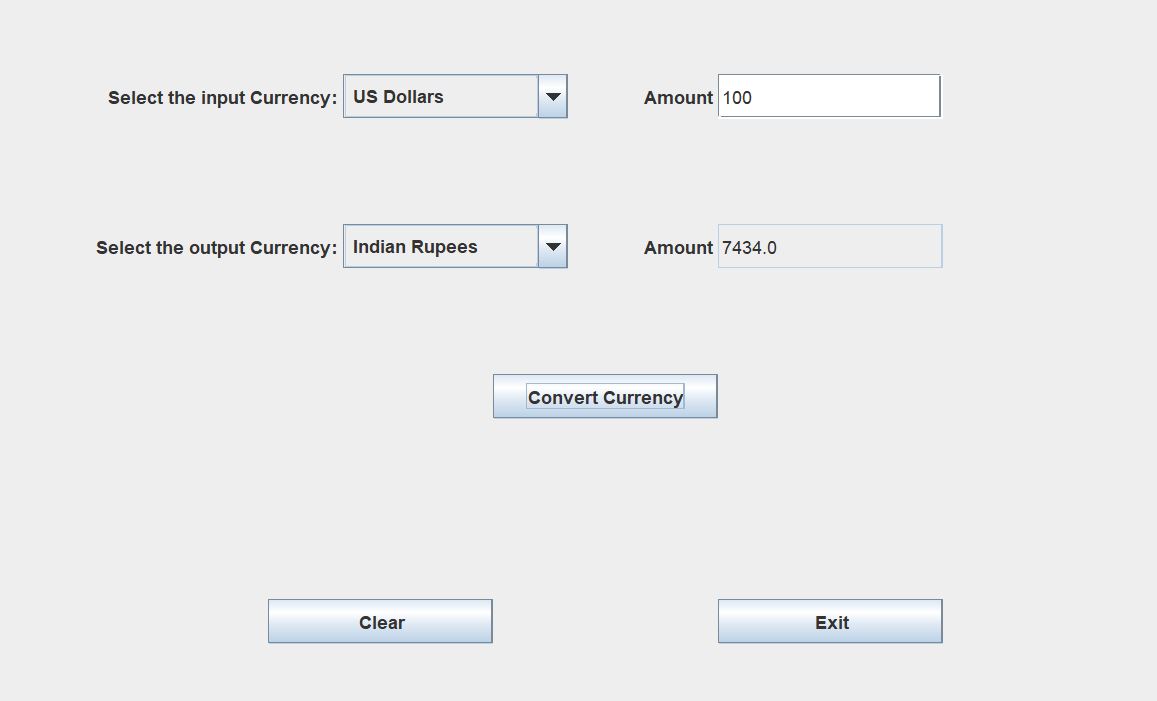 Select the input Currency: US Dollars Amount 100
Select the output Currency: Indian Rupees Amount 7434.0
Convert Currency
Clear Exit